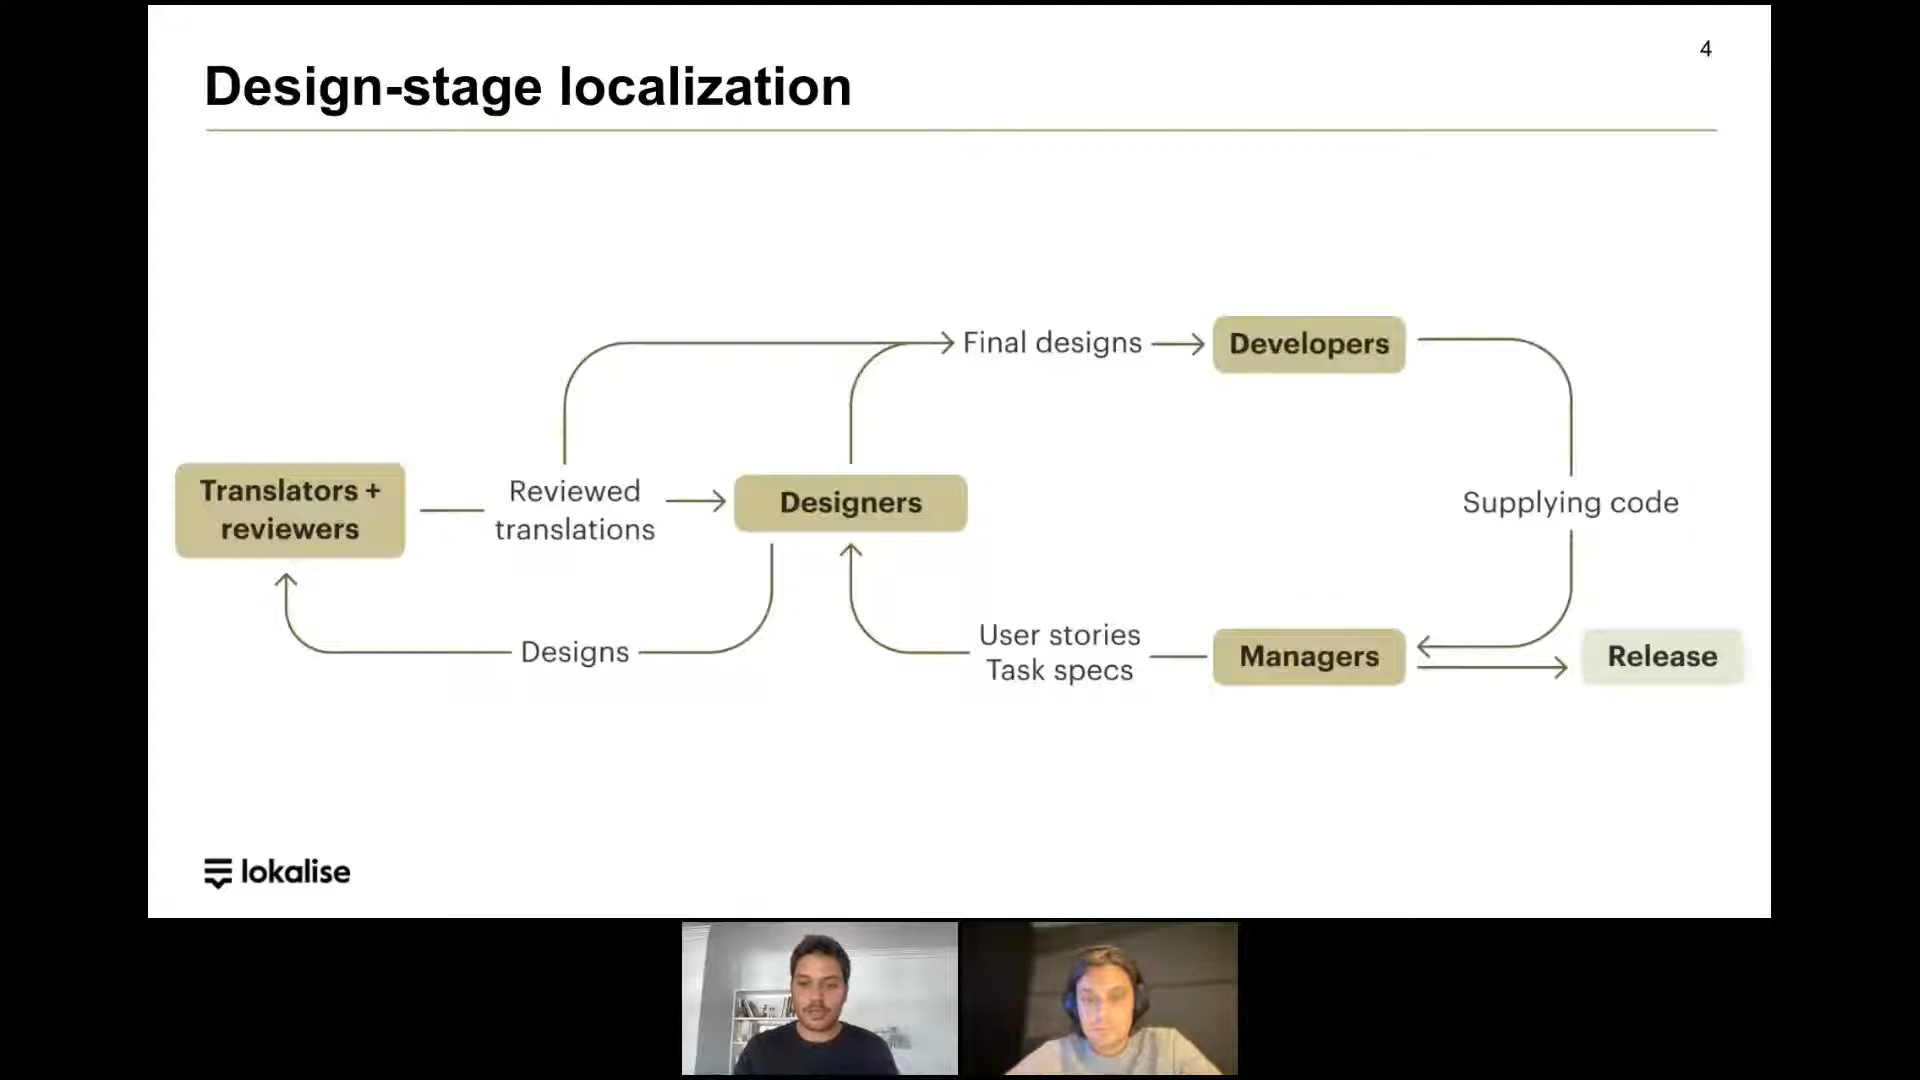 4
Design-stage localization
Final designs
Developers
Translators +
reviewers
Reviewed
translations
Designers
Supplying code
Designs
User stories
Task specs
Managers
Release
lokalise